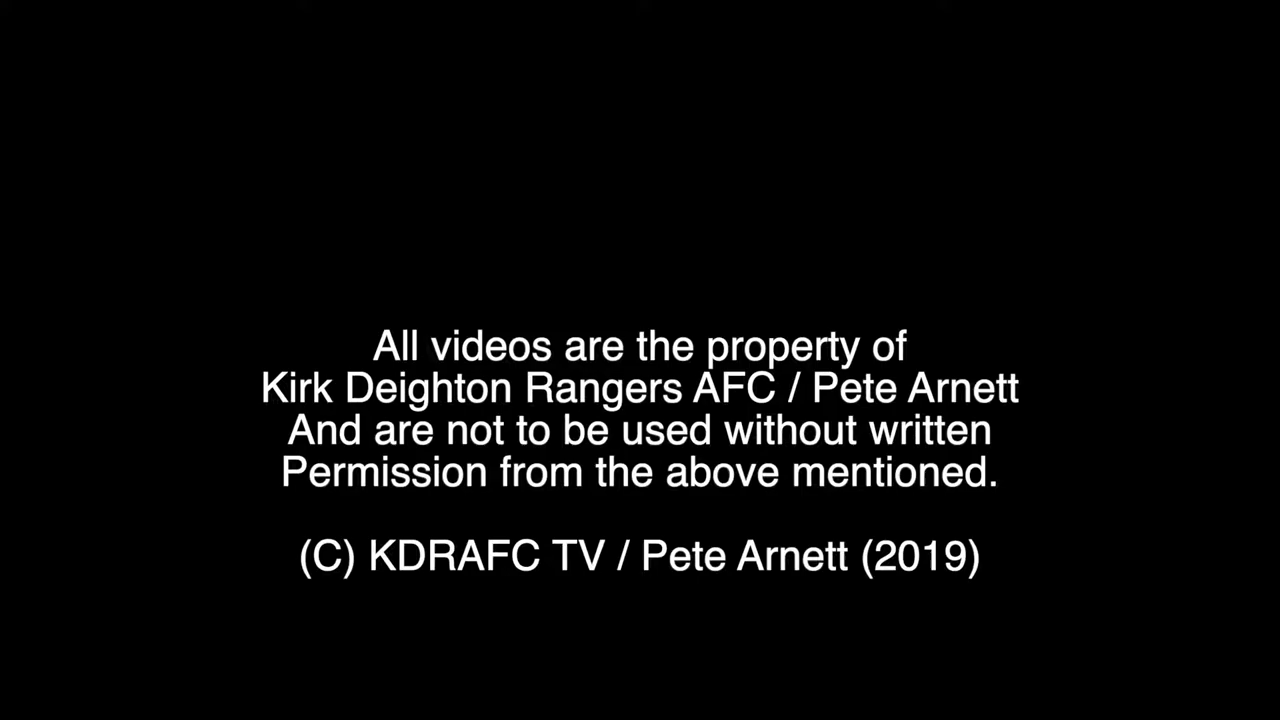 All videos are the property of
Kirk Deighton Rangers AFC / Pete Arnett
And are not to be used without written
Permission from the above mentioned.
(C) KDRAFC TV / Pete Arnett (2019)